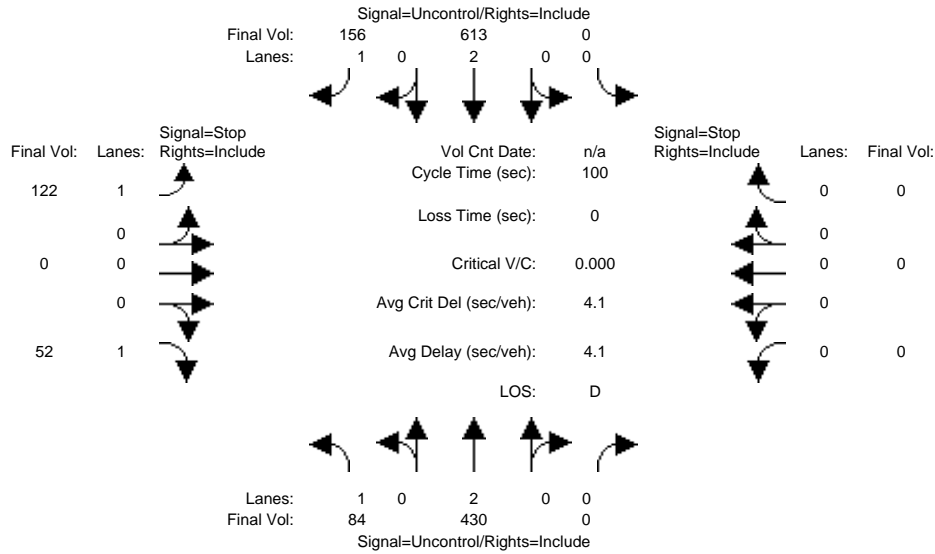 Signal=Uncontrol/Rights=Include
Final Vol: 156 613 0
Lanes: 1 0 2 0 0
Signal=Stop Signal=Stop
Final Vol: Lanes: Rights=Include Vol Cnt Date: n/a Rights=Include Lanes: Final Vol:
Cycle Time (sec): 100
122 1 0 0
Loss Time (sec): 0
0 0
0 0 Critical V/C: 0.000 0 0
0 Avg Crit Del (sec/veh): 4.1 0
52 1 Avg Delay (sec/veh): 4.1 0 0
LOS: D
Lanes: 1 0 2 0 0
Final Vol: 84 430 0
Signal=Uncontrol/Rights=Include